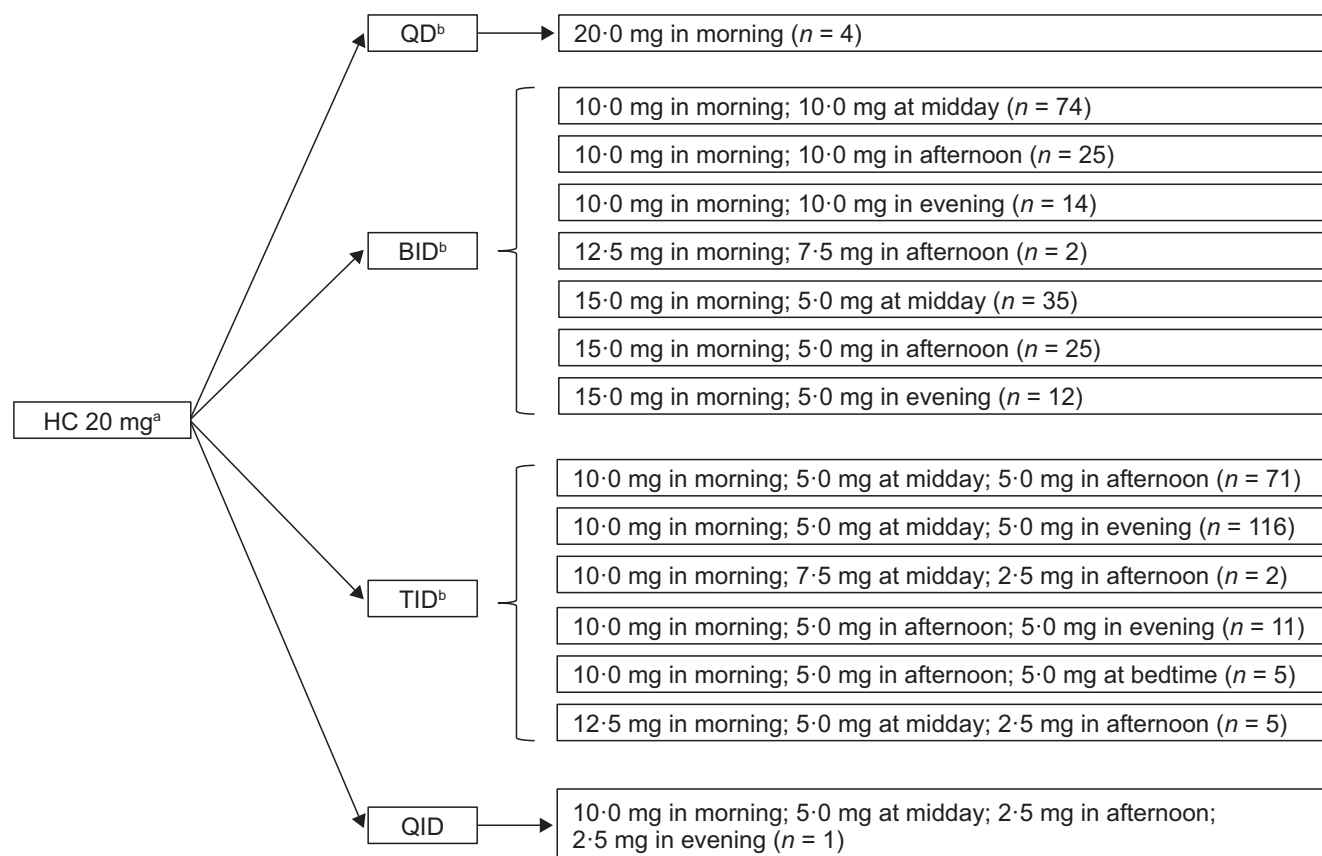 QDᵇ
20·0 mg in morning (n = 4)
BIDᵇ
10·0 mg in morning; 10·0 mg at midday (n = 74)
10·0 mg in morning; 10·0 mg in afternoon (n = 25)
10·0 mg in morning; 10·0 mg in evening (n = 14)
12·5 mg in morning; 7·5 mg in afternoon (n = 2)
15·0 mg in morning; 5·0 mg at midday (n = 35)
15·0 mg in morning; 5·0 mg in afternoon (n = 25)
15·0 mg in morning; 5·0 mg in evening (n = 12)
HC 20 mgᵃ
TIDᵇ
10·0 mg in morning; 5·0 mg at midday; 5·0 mg in afternoon (n = 71)
10·0 mg in morning; 5·0 mg at midday; 5·0 mg in evening (n = 116)
10·0 mg in morning; 7·5 mg at midday; 2·5 mg in afternoon (n = 2)
10·0 mg in morning; 5·0 mg in afternoon; 5·0 mg in evening (n = 11)
10·0 mg in morning; 5·0 mg in afternoon; 5·0 mg at bedtime (n = 5)
12·5 mg in morning; 5·0 mg at midday; 2·5 mg in afternoon (n = 5)
QID
10·0 mg in morning; 5·0 mg at midday; 2·5 mg in afternoon;
2·5 mg in evening (n = 1)